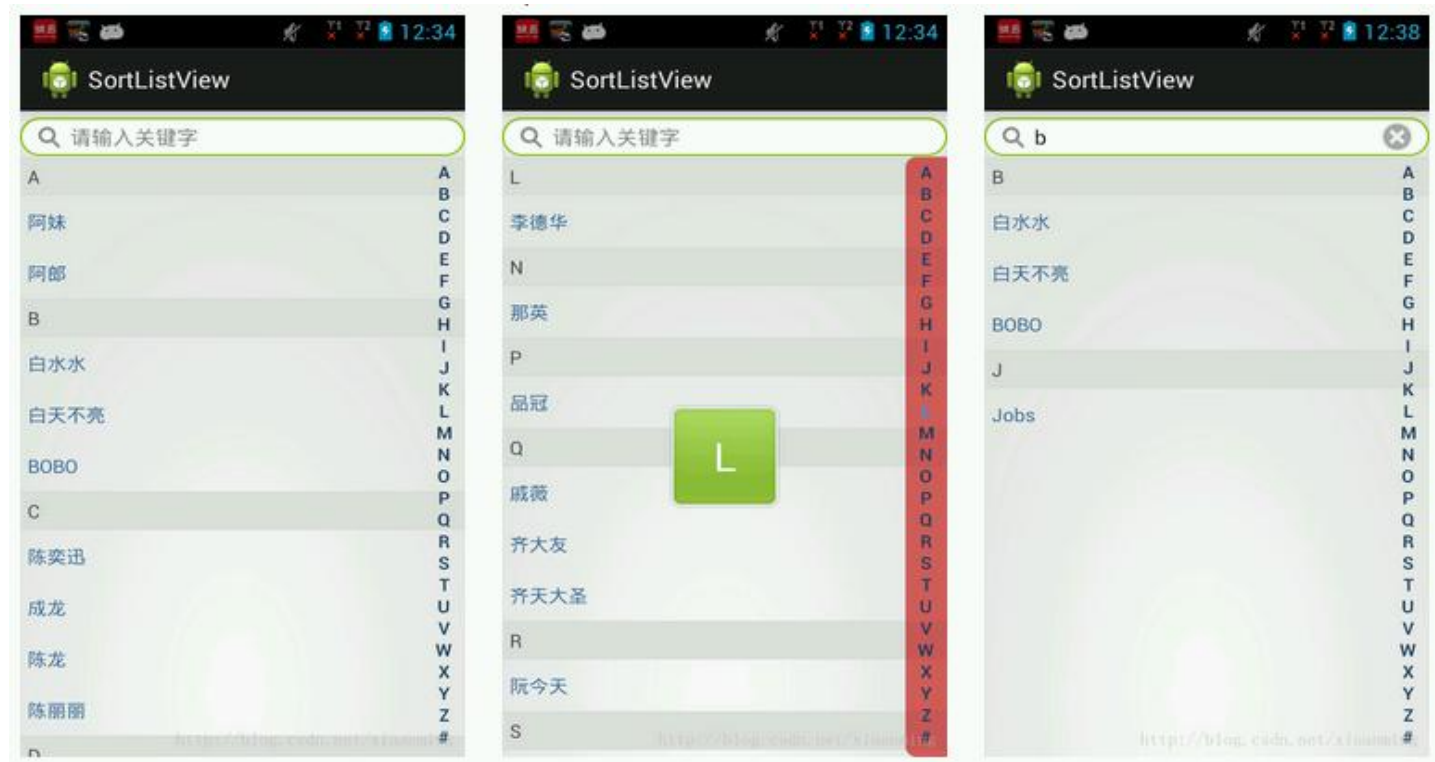 12:34
SortListView
请输入关键字
A
阿妹
阿郎
B
白水水
白天不亮
BOBO
C
陈奕迅
成龙
陈龙
陈丽丽
D
A
B
C
D
E
F
G
H
I
J
K
L
M
N
O
P
Q
R
S
T
U
V
W
X
Y
Z
#
12:34
SortListView
请输入关键字
L
李德华
N
那英
P
品冠
Q
戚薇
齐大友
齐天大圣
R
阮今天
S
L
A
B
C
D
E
F
G
H
I
J
K
L
M
N
O
P
Q
R
S
T
U
V
W
X
Y
Z
#
12:38
SortListView
b
B
白水水
白天不亮
BOBO
J
Jobs
A
B
C
D
E
F
G
H
I
J
K
L
M
N
O
P
Q
R
S
T
U
V
W
X
Y
Z
#